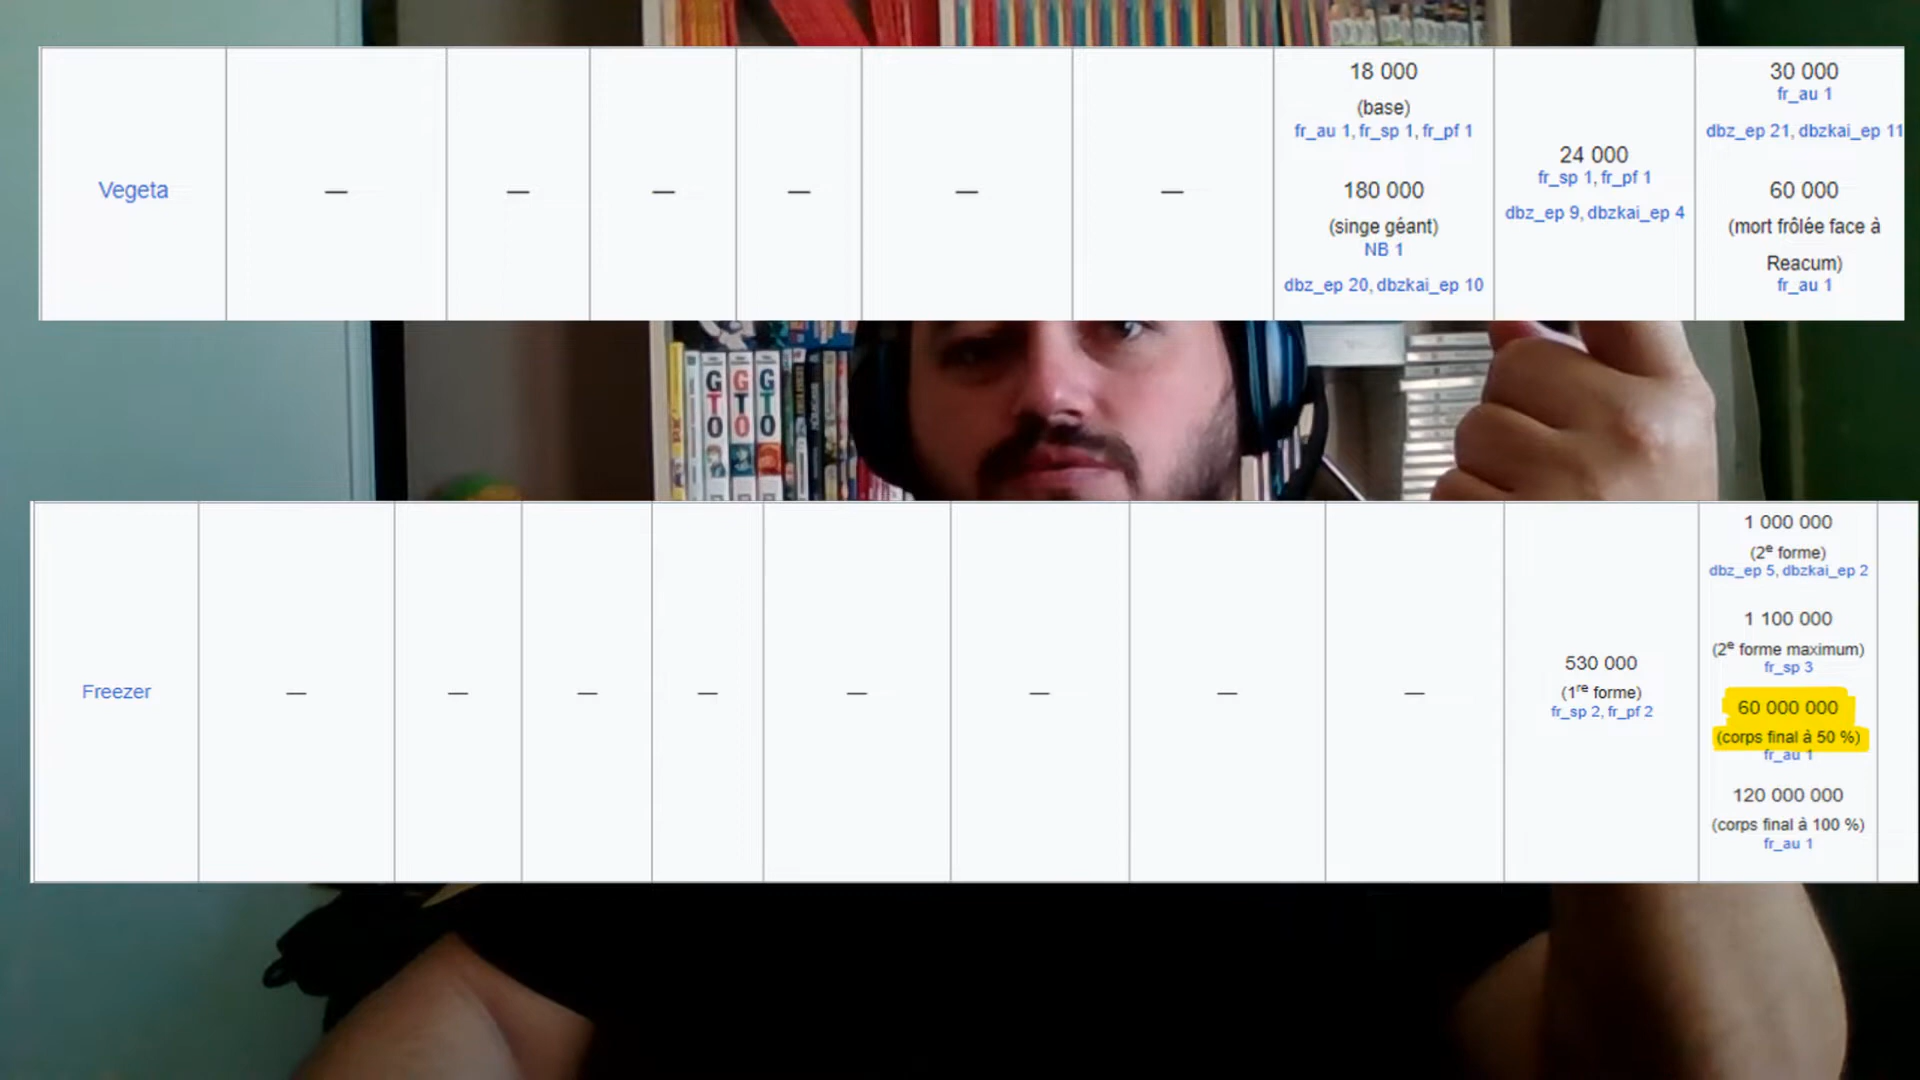 Vegeta
—
—
—
—
—
—
18 000
(base)
fr_au 1, fr_sp 1, fr_pf 1
180 000
(singe géant)
NB 1
dbz_ep 20, dbzkai_ep 10
24 000
fr_sp 1, fr_pf 1
dbz_ep 9, dbzkai_ep 4
30 000
fr_au 1
dbz_ep 21, dbzkai_ep 11
60 000
(mort frôlée face à
Reacum)
fr_au 1
GTO
GTO
GTO
Freezer
—
—
—
—
—
—
—
—
530 000
(1re forme)
fr_sp 2, fr_pf 2
1 000 000
(2e forme)
dbz_ep 5, dbzkai_ep 2
1 100 000
(2e forme maximum)
fr_sp 3
60 000 000
(corps final à 50 %)
fr_au 1
120 000 000
(corps final à 100 %)
fr_au 1